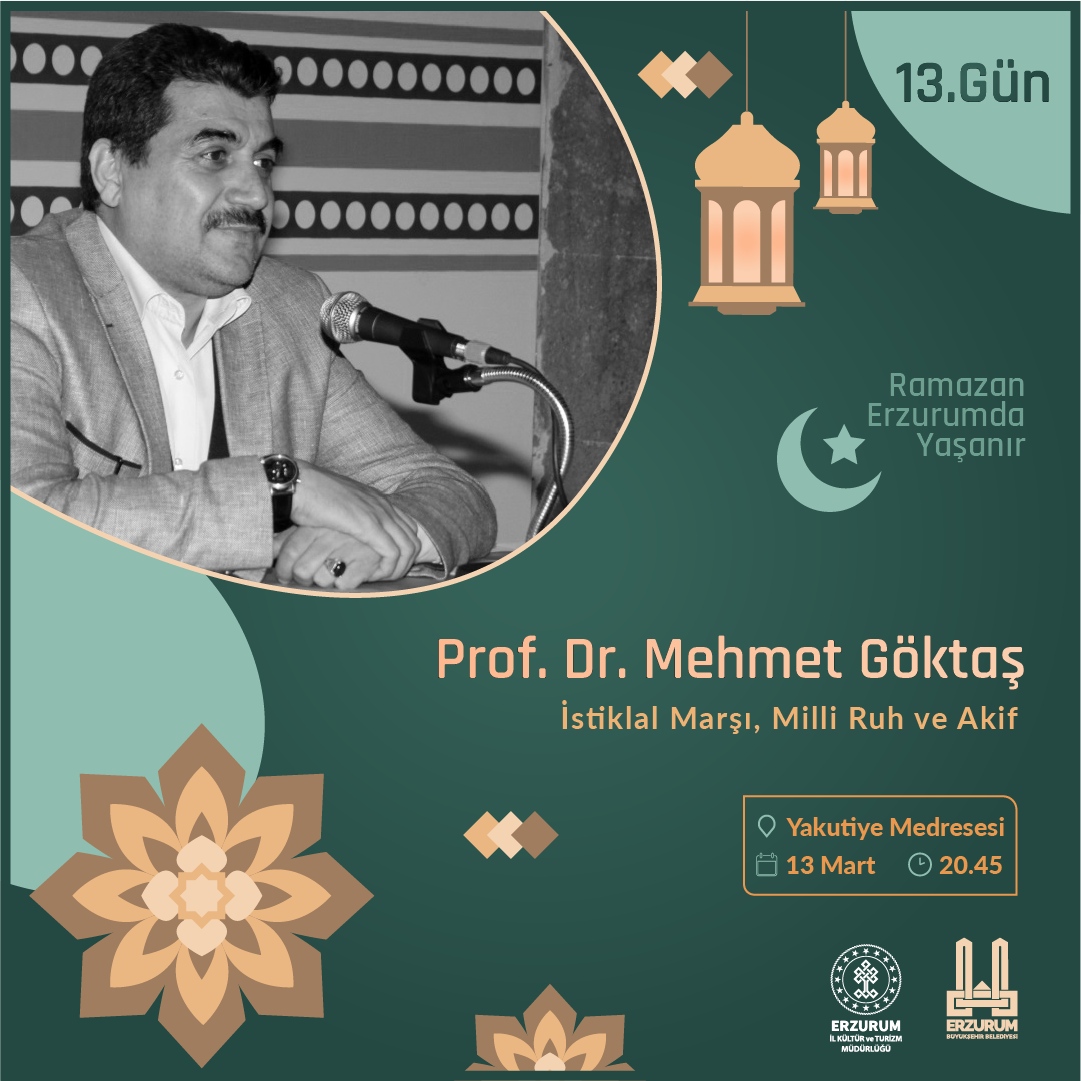 13.Gün
Ramazan
Erzurumda
Yaşanır
Prof. Dr. Mehmet Göktaş
İstiklal Marşı, Milli Ruh ve Akif
Yakutiye Medresesi
13 Mart 20.45
ERZURUM
İL KÜLTÜR ve TURİZM
MÜDÜRLÜĞÜ
ERZURUM
BÜYÜKŞEHİR BELEDİYESİ